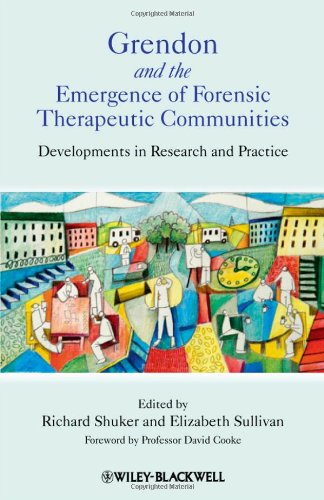 Grendon
and the
Emergence of Forensic
Therapeutic Communities
Developments in Research and Practice
Edited by
Richard Shuker and Elizabeth Sullivan
Foreword by Professor David Cooke
WILEY-BLACKWELL